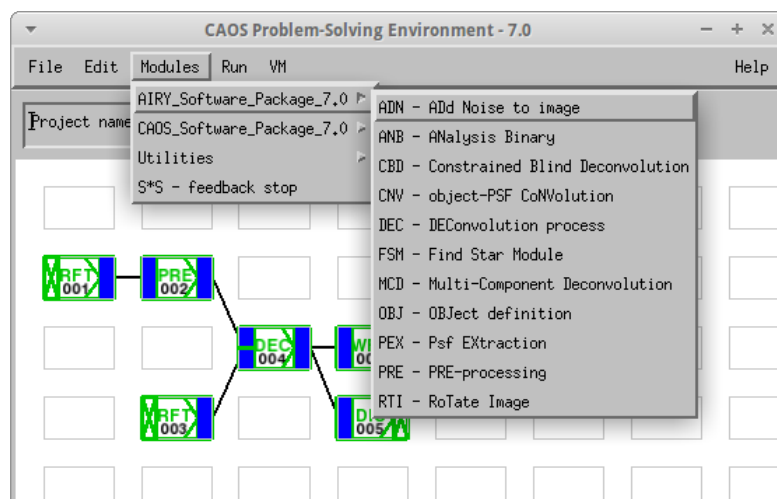 CAOS Problem-Solving Environment - 7.0
File Edit Modules Run VM Help
Project name
AIRY_Software_Package_7.0
CAOS_Software_Package_7.0
Utilities
S*S - feedback stop
ADN - ADd Noise to image
ANB - ANalysis Binary
CBD - Constrained Blind Deconvolution
CNV - object-PSF CoNVolution
DEC - DEConvolution process
FSM - Find Star Module
MCD - Multi-Component Deconvolution
OBJ - OBJect definition
PEX - Psf EXtraction
PRE - PRE-processing
RTI - RoTate Image
RFT
001
PRE
002
DEC
004
RFT
003
005